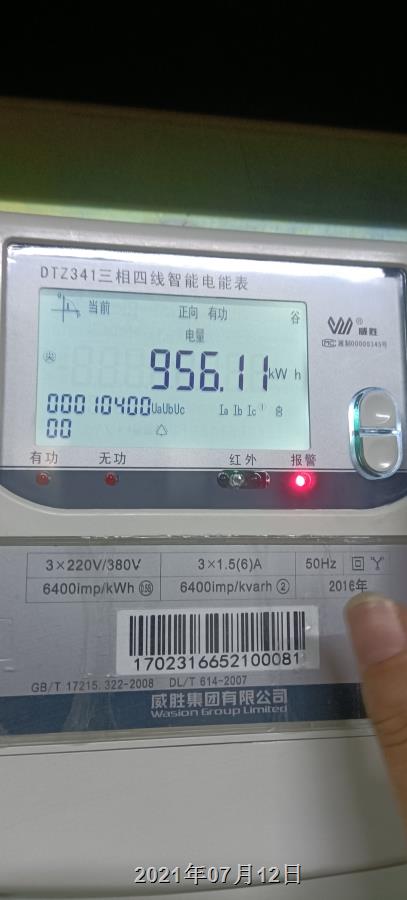 DTZ341三相四线智能电能表
当前 正向 有功 谷
电量
956.11kW h
00010400 UaUbUc Ia Ib Ic
00
威胜
有功 无功 红外 报警
3×220V/380V 3×1.5(6)A 50Hz
6400imp/kWh 6400imp/kvarh ② 2016年
1702316652100081
GB/T 17215.322-2008 DL/T 614-2007
威胜集团有限公司
Wasion Group Limited
2021年07月12日